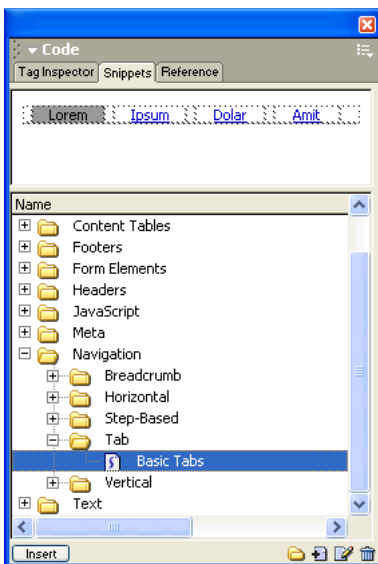 Code
Tag Inspector Snippets Reference
Lorem Ipsum Dolar Amit
Name
Content Tables
Footers
Form Elements
Headers
JavaScript
Meta
Navigation
Breadcrumb
Horizontal
Step-Based
Tab
Basic Tabs
Vertical
Text
Insert